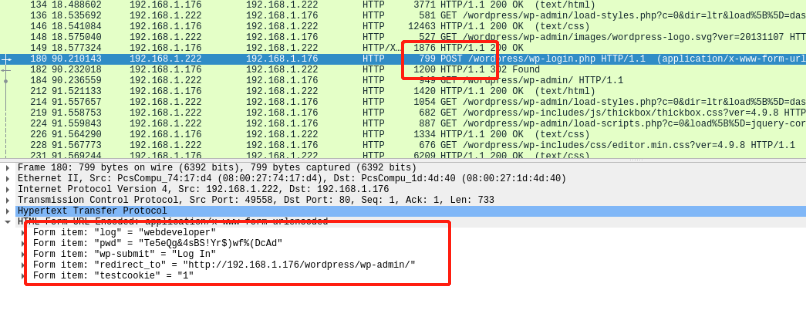 134 18.488602 192.168.1.176 192.168.1.222 HTTP 3771 HTTP/1.1 200 OK (text/html)
136 18.535692 192.168.1.222 192.168.1.176 HTTP 581 GET /wordpress/wp-admin/load-styles.php?c=0&dir=ltr&load%5B%5D=das
146 18.541084 192.168.1.176 192.168.1.222 HTTP 12463 HTTP/1.1 200 OK (text/css)
148 18.575040 192.168.1.222 192.168.1.176 HTTP 527 GET /wordpress/wp-admin/images/wordpress-logo.svg?ver=20131107 HTT
149 18.577324 192.168.1.176 192.168.1.222 HTTP/X… 1876 HTTP/1.1 200 OK
180 90.210143 192.168.1.222 192.168.1.176 HTTP 799 POST /wordpress/wp-login.php HTTP/1.1 (application/x-www-form-url
182 90.232018 192.168.1.176 192.168.1.222 HTTP 1200 HTTP/1.1 302 Found
184 90.236559 192.168.1.222 192.168.1.176 HTTP 949 GET /wordpress/wp-admin/ HTTP/1.1
212 91.521133 192.168.1.176 192.168.1.222 HTTP 1420 HTTP/1.1 200 OK (text/html)
214 91.557657 192.168.1.222 192.168.1.176 HTTP 1054 GET /wordpress/wp-admin/load-styles.php?c=0&dir=ltr&load%5B%5D=das
219 91.558753 192.168.1.222 192.168.1.176 HTTP 682 GET /wordpress/wp-includes/js/thickbox/thickbox.css?ver=4.9.8 HTTP
224 91.559843 192.168.1.222 192.168.1.176 HTTP 887 GET /wordpress/wp-admin/load-scripts.php?c=0&load%5B%5D=jquery-cor
226 91.564290 192.168.1.176 192.168.1.222 HTTP 1334 HTTP/1.1 200 OK (text/css)
228 91.567773 192.168.1.222 192.168.1.176 HTTP 676 GET /wordpress/wp-includes/css/editor.min.css?ver=4.9.8 HTTP/1.1
231 91.569244 192.168.1.176 192.168.1.222 HTTP 6209 HTTP/1.1 200 OK (text/css)
Frame 180: 799 bytes on wire (6392 bits), 799 bytes captured (6392 bits)
Ethernet II, Src: PcsCompu_74:17:d4 (08:00:27:74:17:d4), Dst: PcsCompu_1d:4d:40 (08:00:27:1d:4d:40)
Internet Protocol Version 4, Src: 192.168.1.222, Dst: 192.168.1.176
Transmission Control Protocol, Src Port: 49558, Dst Port: 80, Seq: 1, Ack: 1, Len: 733
Hypertext Transfer Protocol
HTML Form URL Encoded: application/x-www-form-urlencoded
Form item: "log" = "webdeveloper"
Form item: "pwd" = "Te5eQg&4sBS!Yr$)wf%(DcAd"
Form item: "wp-submit" = "Log In"
Form item: "redirect_to" = "http://192.168.1.176/wordpress/wp-admin/"
Form item: "testcookie" = "1"